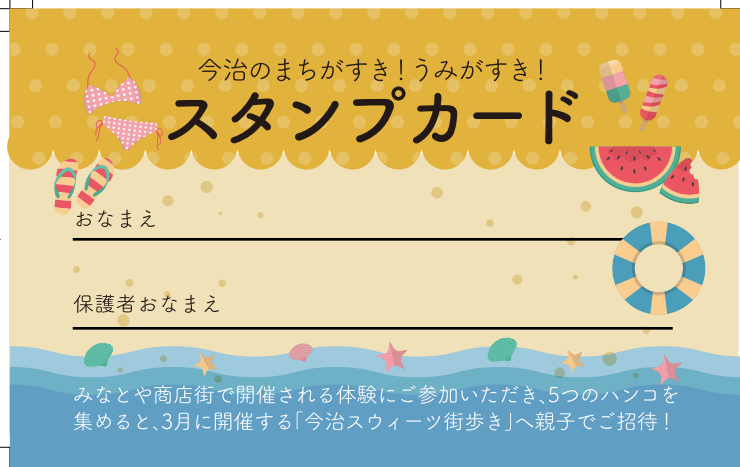 今治のまちがすき！うみがすき！
スタンプカード
おなまえ
保護者おなまえ
みなとや商店街で開催される体験にご参加いただき、5つのハンコを
集めると、3月に開催する「今治スウィーツ街歩き」へ親子でご招待！